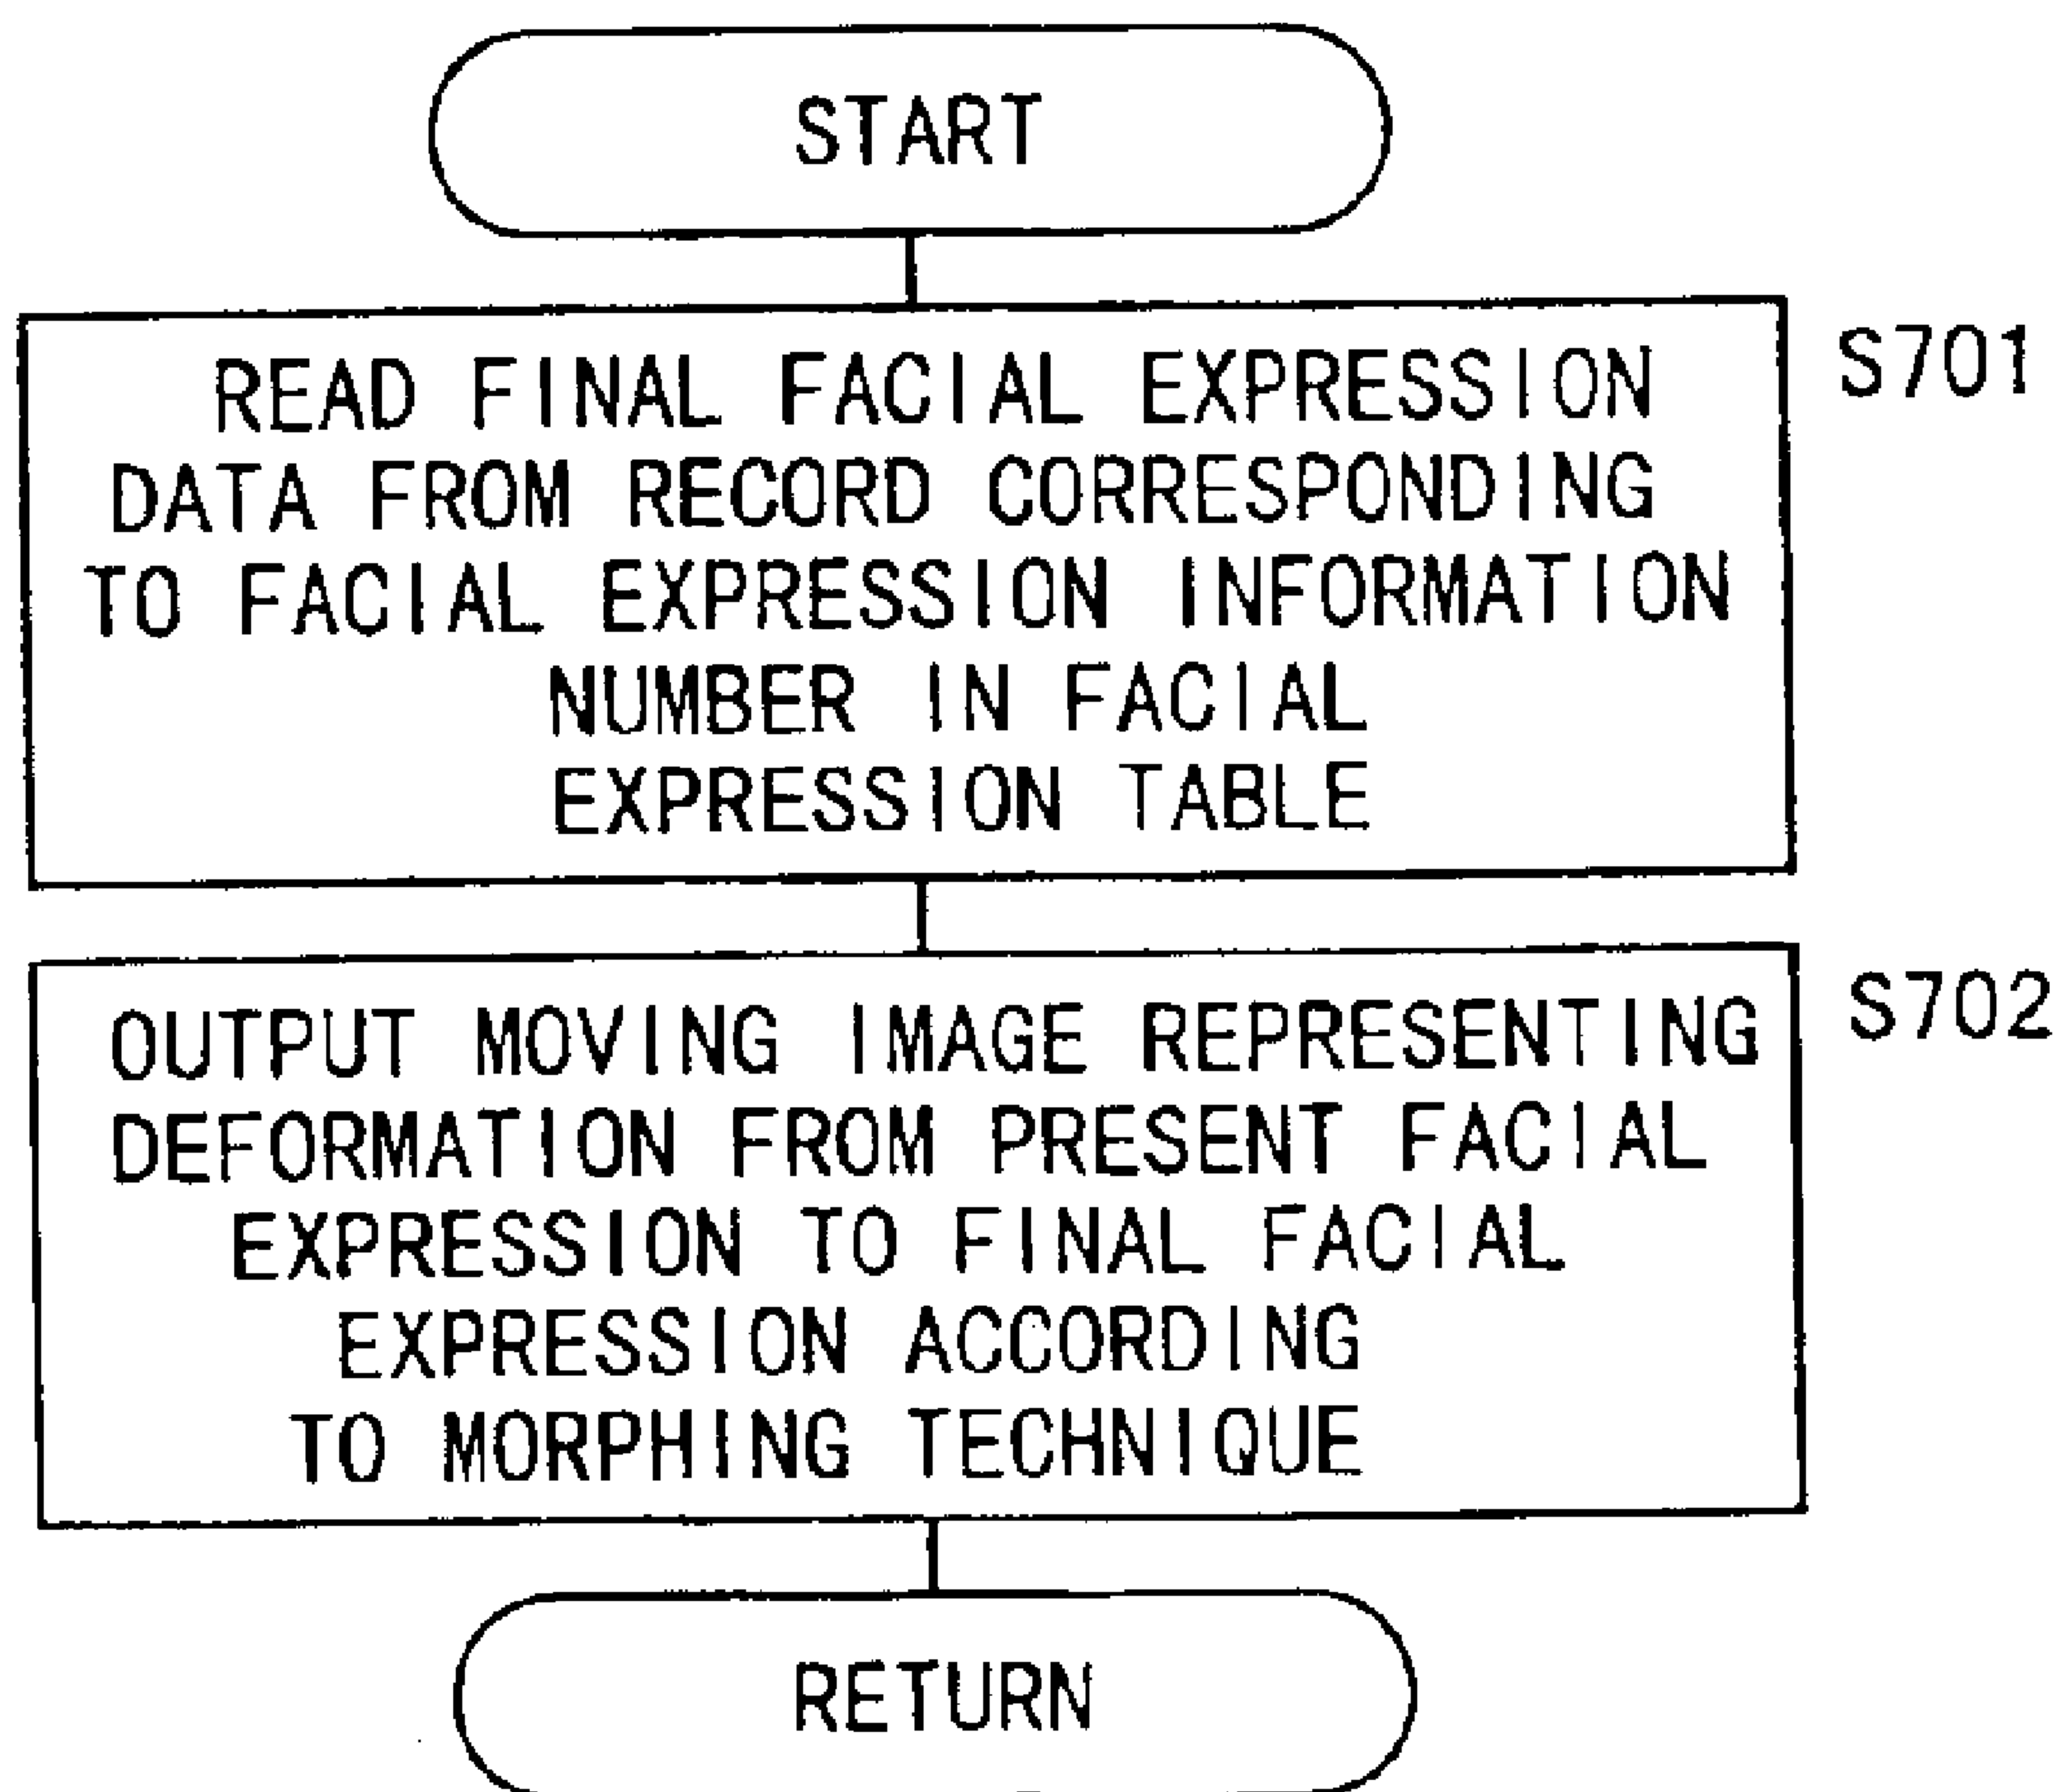 START
READ FINAL FACIAL EXPRESSION
DATA FROM RECORD CORRESPONDING
TO FACIAL EXPRESSION INFORMATION
NUMBER IN FACIAL
EXPRESSION TABLE
S701
OUTPUT MOVING IMAGE REPRESENTING
DEFORMATION FROM PRESENT FACIAL
EXPRESSION TO FINAL FACIAL
EXPRESSION ACCORDING
TO MORPHING TECHNIQUE
S702
RETURN